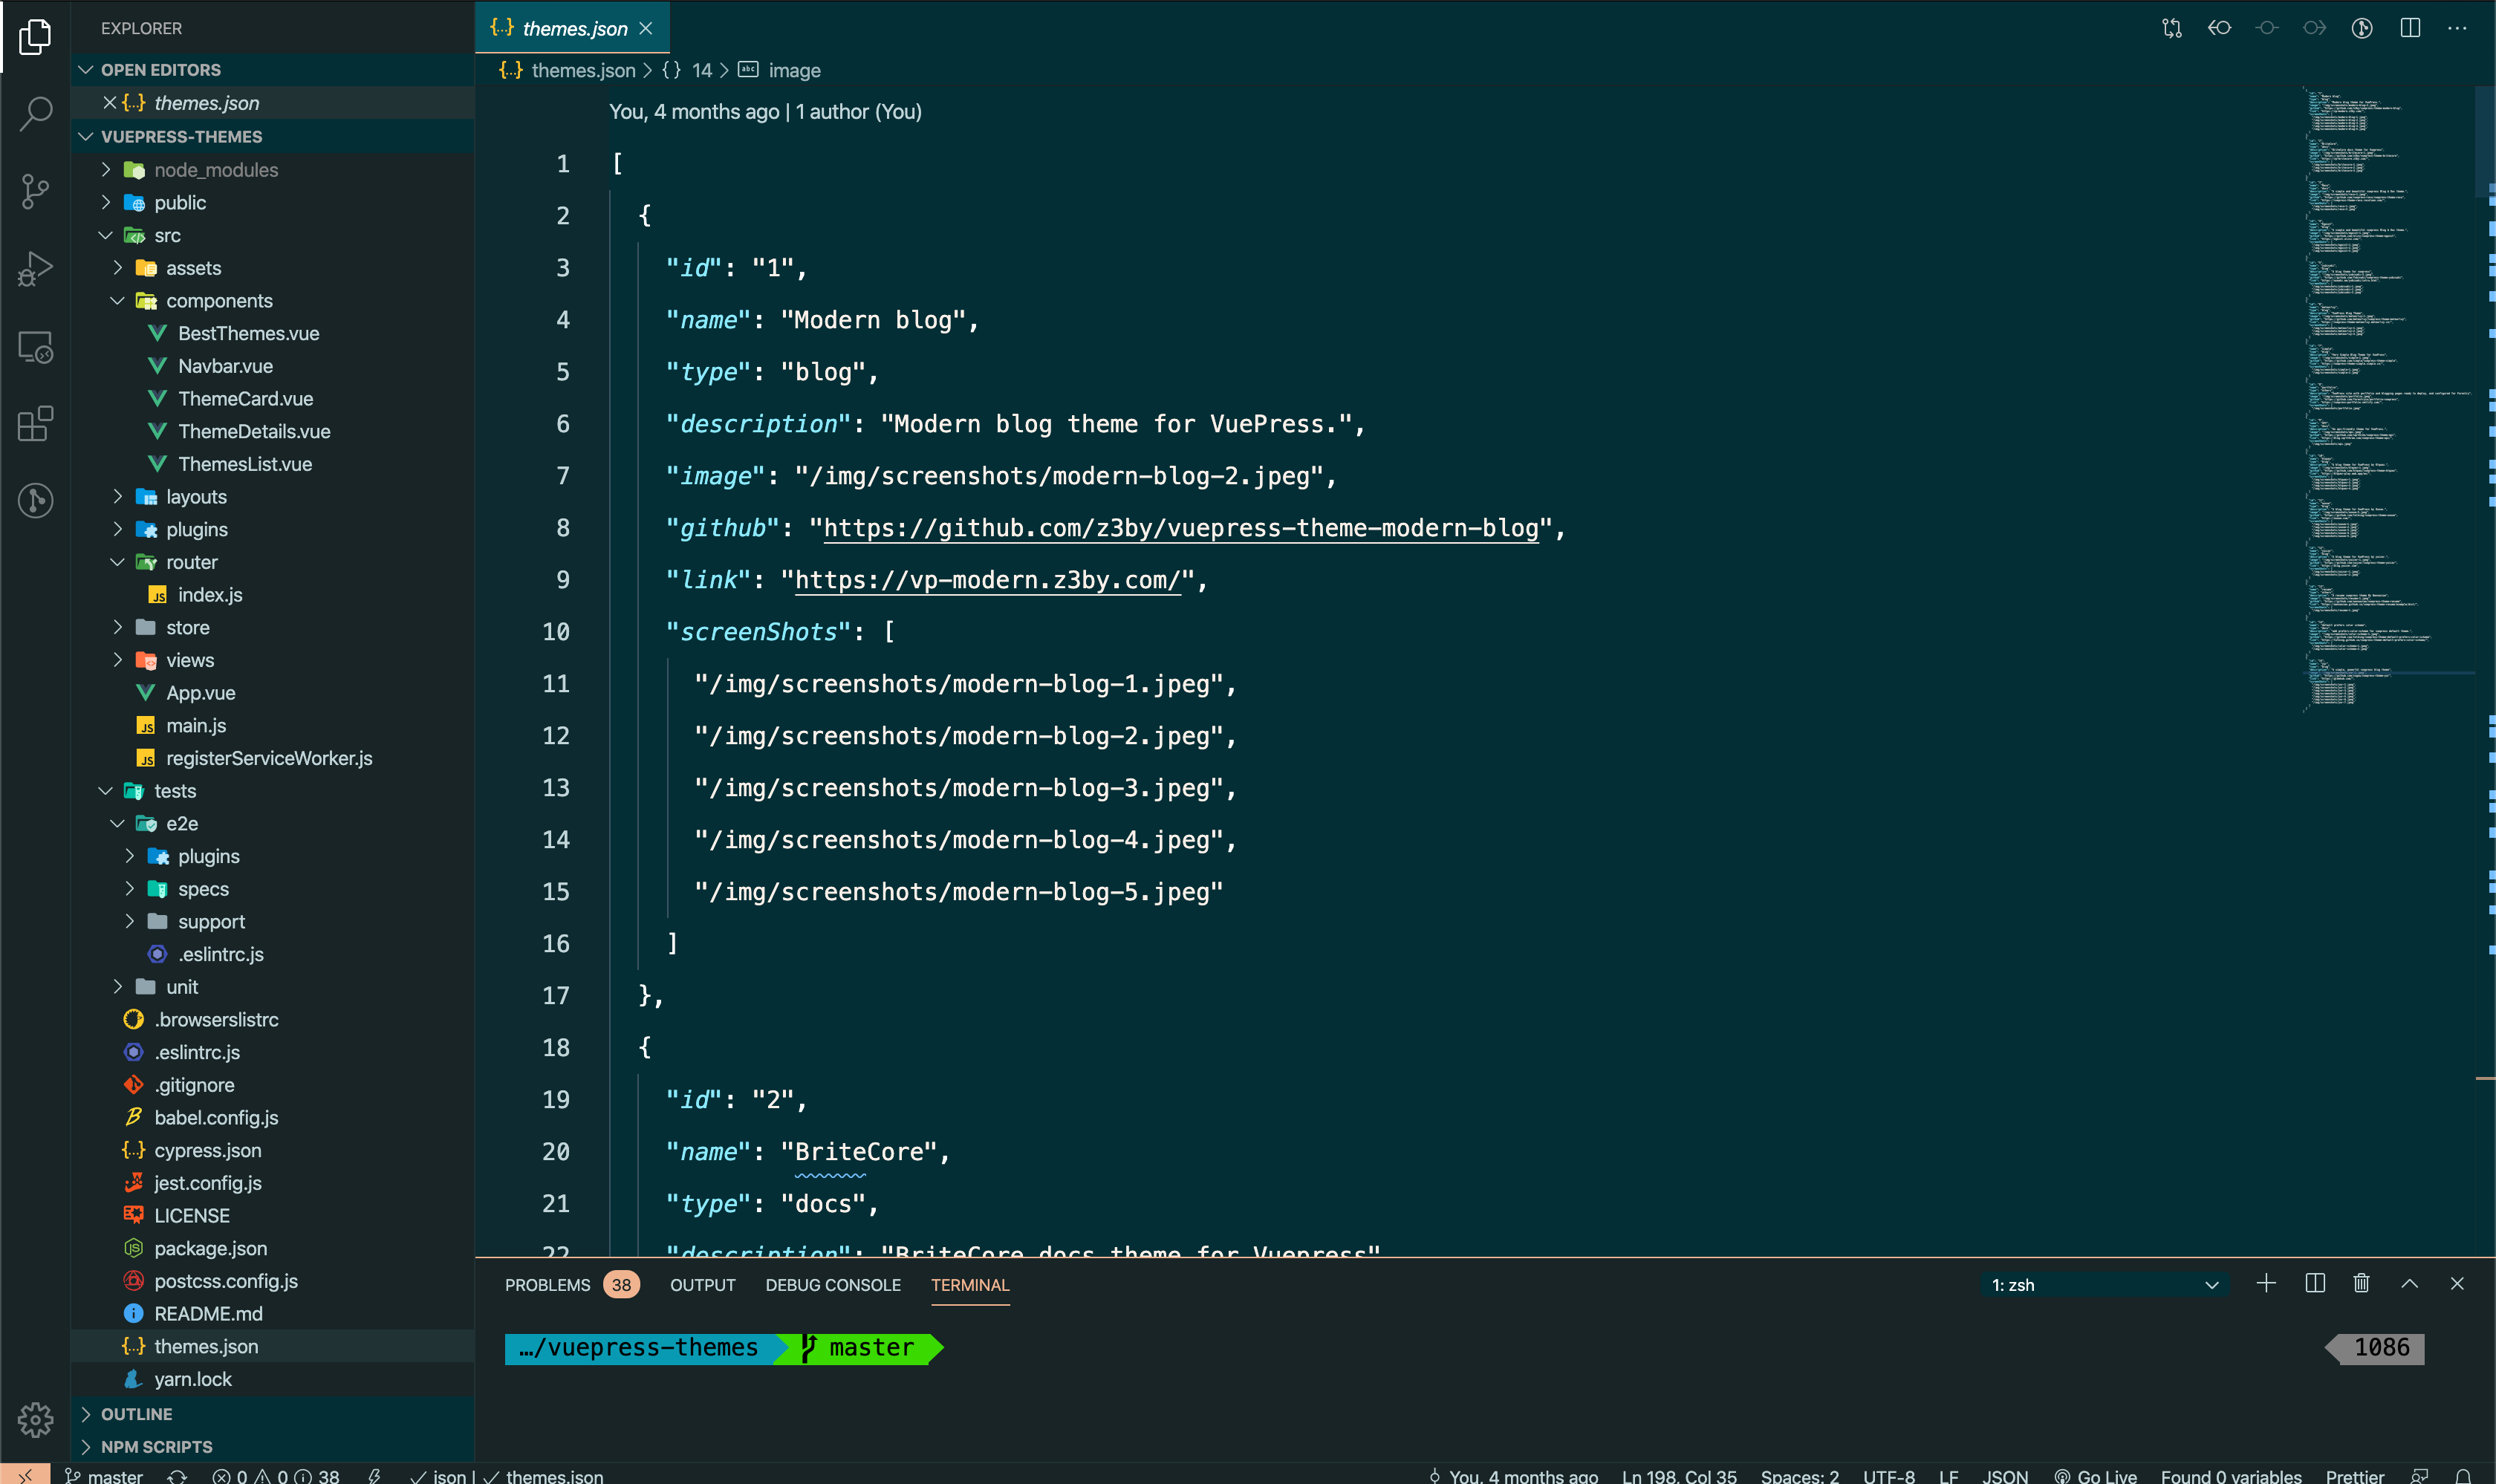 EXPLORER
OPEN EDITORS
themes.json
VUEPRESS-THEMES
node_modules
public
src
assets
components
BestThemes.vue
Navbar.vue
ThemeCard.vue
ThemeDetails.vue
ThemesList.vue
layouts
plugins
router
index.js
store
views
App.vue
main.js
registerServiceWorker.js
tests
e2e
plugins
specs
support
.eslintrc.js
unit
.browserslistrc
.eslintrc.js
.gitignore
babel.config.js
cypress.json
jest.config.js
LICENSE
package.json
postcss.config.js
README.md
themes.json
yarn.lock
OUTLINE
NPM SCRIPTS
{..} themes.json
{..} themes.json > {} 14 > abc image
You, 4 months ago | 1 author (You)
1 [
2 {
3 "id": "1",
4 "name": "Modern blog",
5 "type": "blog",
6 "description": "Modern blog theme for VuePress.",
7 "image": "/img/screenshots/modern-blog-2.jpeg",
8 "github": "https://github.com/z3by/vuepress-theme-modern-blog",
9 "link": "https://vp-modern.z3by.com/",
10 "screenShots": [
11 "/img/screenshots/modern-blog-1.jpeg",
12 "/img/screenshots/modern-blog-2.jpeg",
13 "/img/screenshots/modern-blog-3.jpeg",
14 "/img/screenshots/modern-blog-4.jpeg",
15 "/img/screenshots/modern-blog-5.jpeg"
16 ]
17 },
18 {
19 "id": "2",
20 "name": "BriteCore",
21 "type": "docs",
22 "description": "BriteCore docs theme for Vuepress"
PROBLEMS 38 OUTPUT DEBUG CONSOLE TERMINAL 1: zsh
…/vuepress-themes master 1086
master 0 0 38 json | themes.json You, 4 months ago Ln 198, Col 35 Spaces: 2 UTF-8 LF JSON Go Live Found 0 variables Prettier